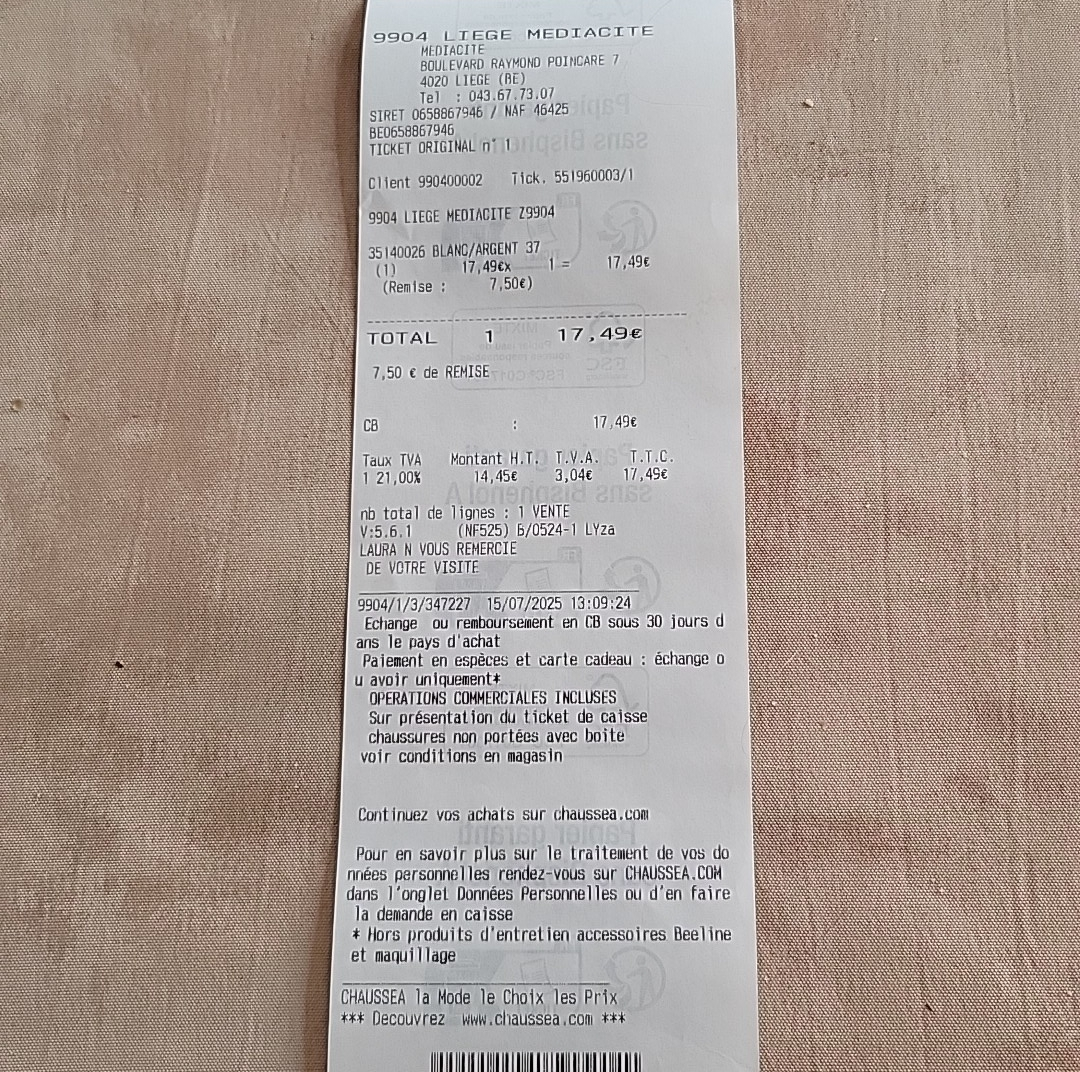 9904 LIEGE MEDIACITE
MEDIACITE
BOULEVARD RAYMOND POINCARE 7
4020 LIEGE (BE)
Tel : 043.67.73.07
SIRET 0658867946 / NAF 46425
BE0658867946
TICKET ORIGINAL n° 1
Client 990400002 Tick. 551960003/1
9904 LIEGE MEDIACITE Z9904
35140026 BLANC/ARGENT 37
(1) 17,49€x 1 = 17,49€
(Remise : 7,50€)
TOTAL 1 17,49€
7,50 € de REMISE
CB : 17,49€
Taux TVA Montant H.T. T.V.A. T.T.C.
1 21,00% 14,45€ 3,04€ 17,49€
nb total de lignes : 1 VENTE
V:5.6.1 (NF525) B/0524-1 LYza
LAURA N VOUS REMERCIE
DE VOTRE VISITE
9904/1/3/347227 15/07/2025 13:09:24
Echange ou remboursement en CB sous 30 jours d
ans le pays d'achat
Paiement en espèces et carte cadeau : échange o
u avoir uniquement*
OPERATIONS COMMERCIALES INCLUSES
Sur présentation du ticket de caisse
chaussures non portées avec boite
voir conditions en magasin
Continuez vos achats sur chaussea.com
Pour en savoir plus sur le traitement de vos do
nnées personnelles rendez-vous sur CHAUSSEA.COM
dans l'onglet Données Personnelles ou d'en faire
la demande en caisse
* Hors produits d'entretien accessoires Beeline
et maquillage
CHAUSSEA la Mode le Choix les Prix
*** Decouvrez www.chaussea.com ***